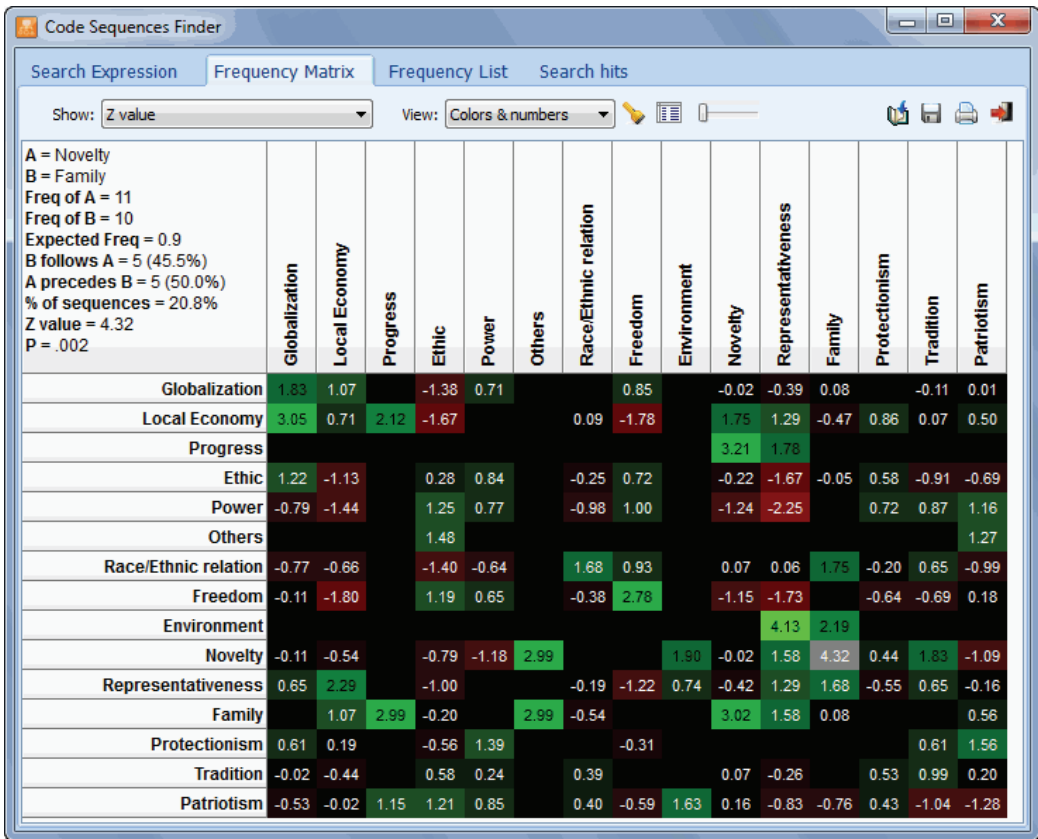 Code Sequences Finder
Search Expression Frequency Matrix Frequency List Search hits
Show: Z value View: Colors & numbers
A = Novelty
B = Family
Freq of A = 11
Freq of B = 10
Expected Freq = 0.9
B follows A = 5 (45.5%)
A precedes B = 5 (50.0%)
% of sequences = 20.8%
Z value = 4.32
P = .002
Globalization Local Economy Progress Ethic Power Others Race/Ethnic relation Freedom Environment Novelty Representativeness Family Protectionism Tradition Patriotism
Globalization 1.83 1.07 -1.38 0.71 0.85 -0.02 -0.39 0.08 -0.11 0.01
Local Economy 3.05 0.71 2.12 -1.67 0.09 -1.78 1.75 1.29 -0.47 0.86 0.07 0.50
Progress 3.21 1.78
Ethic 1.22 -1.13 0.28 0.84 -0.25 0.72 -0.22 -1.67 -0.05 0.58 -0.91 -0.69
Power -0.79 -1.44 1.25 0.77 -0.98 1.00 -1.24 -2.25 0.72 0.87 1.16
Others 1.48 1.27
Race/Ethnic relation -0.77 -0.66 -1.40 -0.64 1.68 0.93 0.07 0.06 1.75 -0.20 0.65 -0.99
Freedom -0.11 -1.80 1.19 0.65 -0.38 2.78 -1.15 -1.73 -0.64 -0.69 0.18
Environment 4.13 2.19
Novelty -0.11 -0.54 -0.79 -1.18 2.99 1.90 -0.02 1.58 4.32 0.44 1.83 -1.09
Representativeness 0.65 2.29 -1.00 -0.19 -1.22 0.74 -0.42 1.29 1.68 -0.55 0.65 -0.16
Family 1.07 2.99 -0.20 2.99 -0.54 3.02 1.58 0.08 0.56
Protectionism 0.61 0.19 -0.56 1.39 -0.31 0.61 1.56
Tradition -0.02 -0.44 0.58 0.24 0.39 0.07 -0.26 0.53 0.99 0.20
Patriotism -0.53 -0.02 1.15 1.21 0.85 0.40 -0.59 1.63 0.16 -0.83 -0.76 0.43 -1.04 -1.28